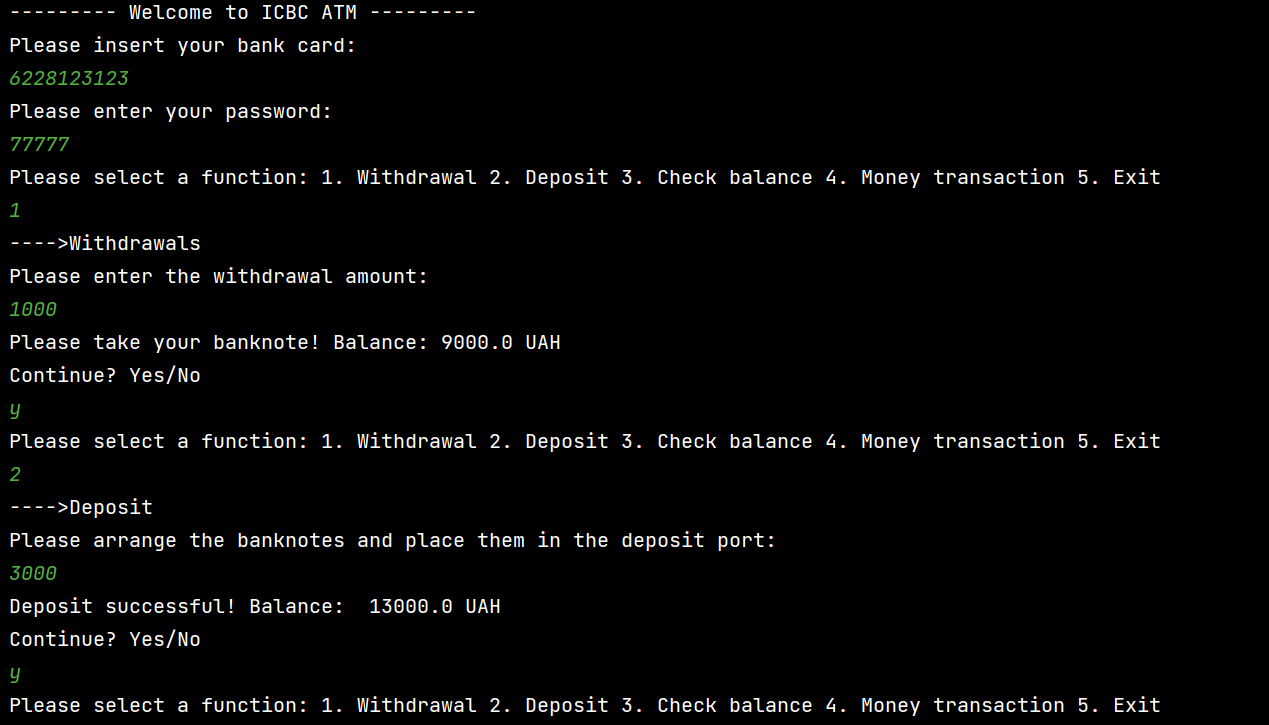 --------- Welcome to ICBC ATM ---------
Please insert your bank card:
6228123123
Please enter your password:
77777
Please select a function: 1. Withdrawal 2. Deposit 3. Check balance 4. Money transaction 5. Exit
1
---->Withdrawals
Please enter the withdrawal amount:
1000
Please take your banknote! Balance: 9000.0 UAH
Continue? Yes/No
y
Please select a function: 1. Withdrawal 2. Deposit 3. Check balance 4. Money transaction 5. Exit
2
---->Deposit
Please arrange the banknotes and place them in the deposit port:
3000
Deposit successful! Balance:  13000.0 UAH
Continue? Yes/No
y
Please select a function: 1. Withdrawal 2. Deposit 3. Check balance 4. Money transaction 5. Exit